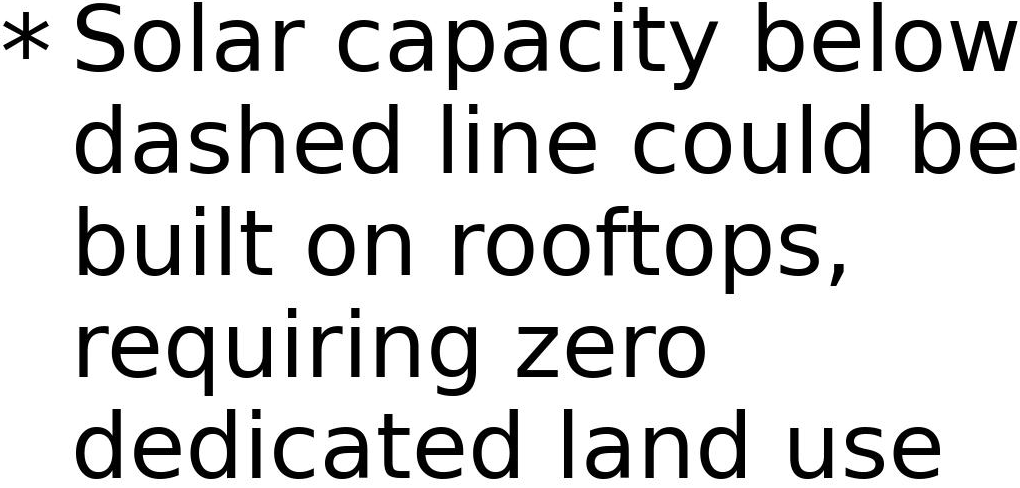 * Solar capacity below
dashed line could be
built on rooftops,
requiring zero
dedicated land use